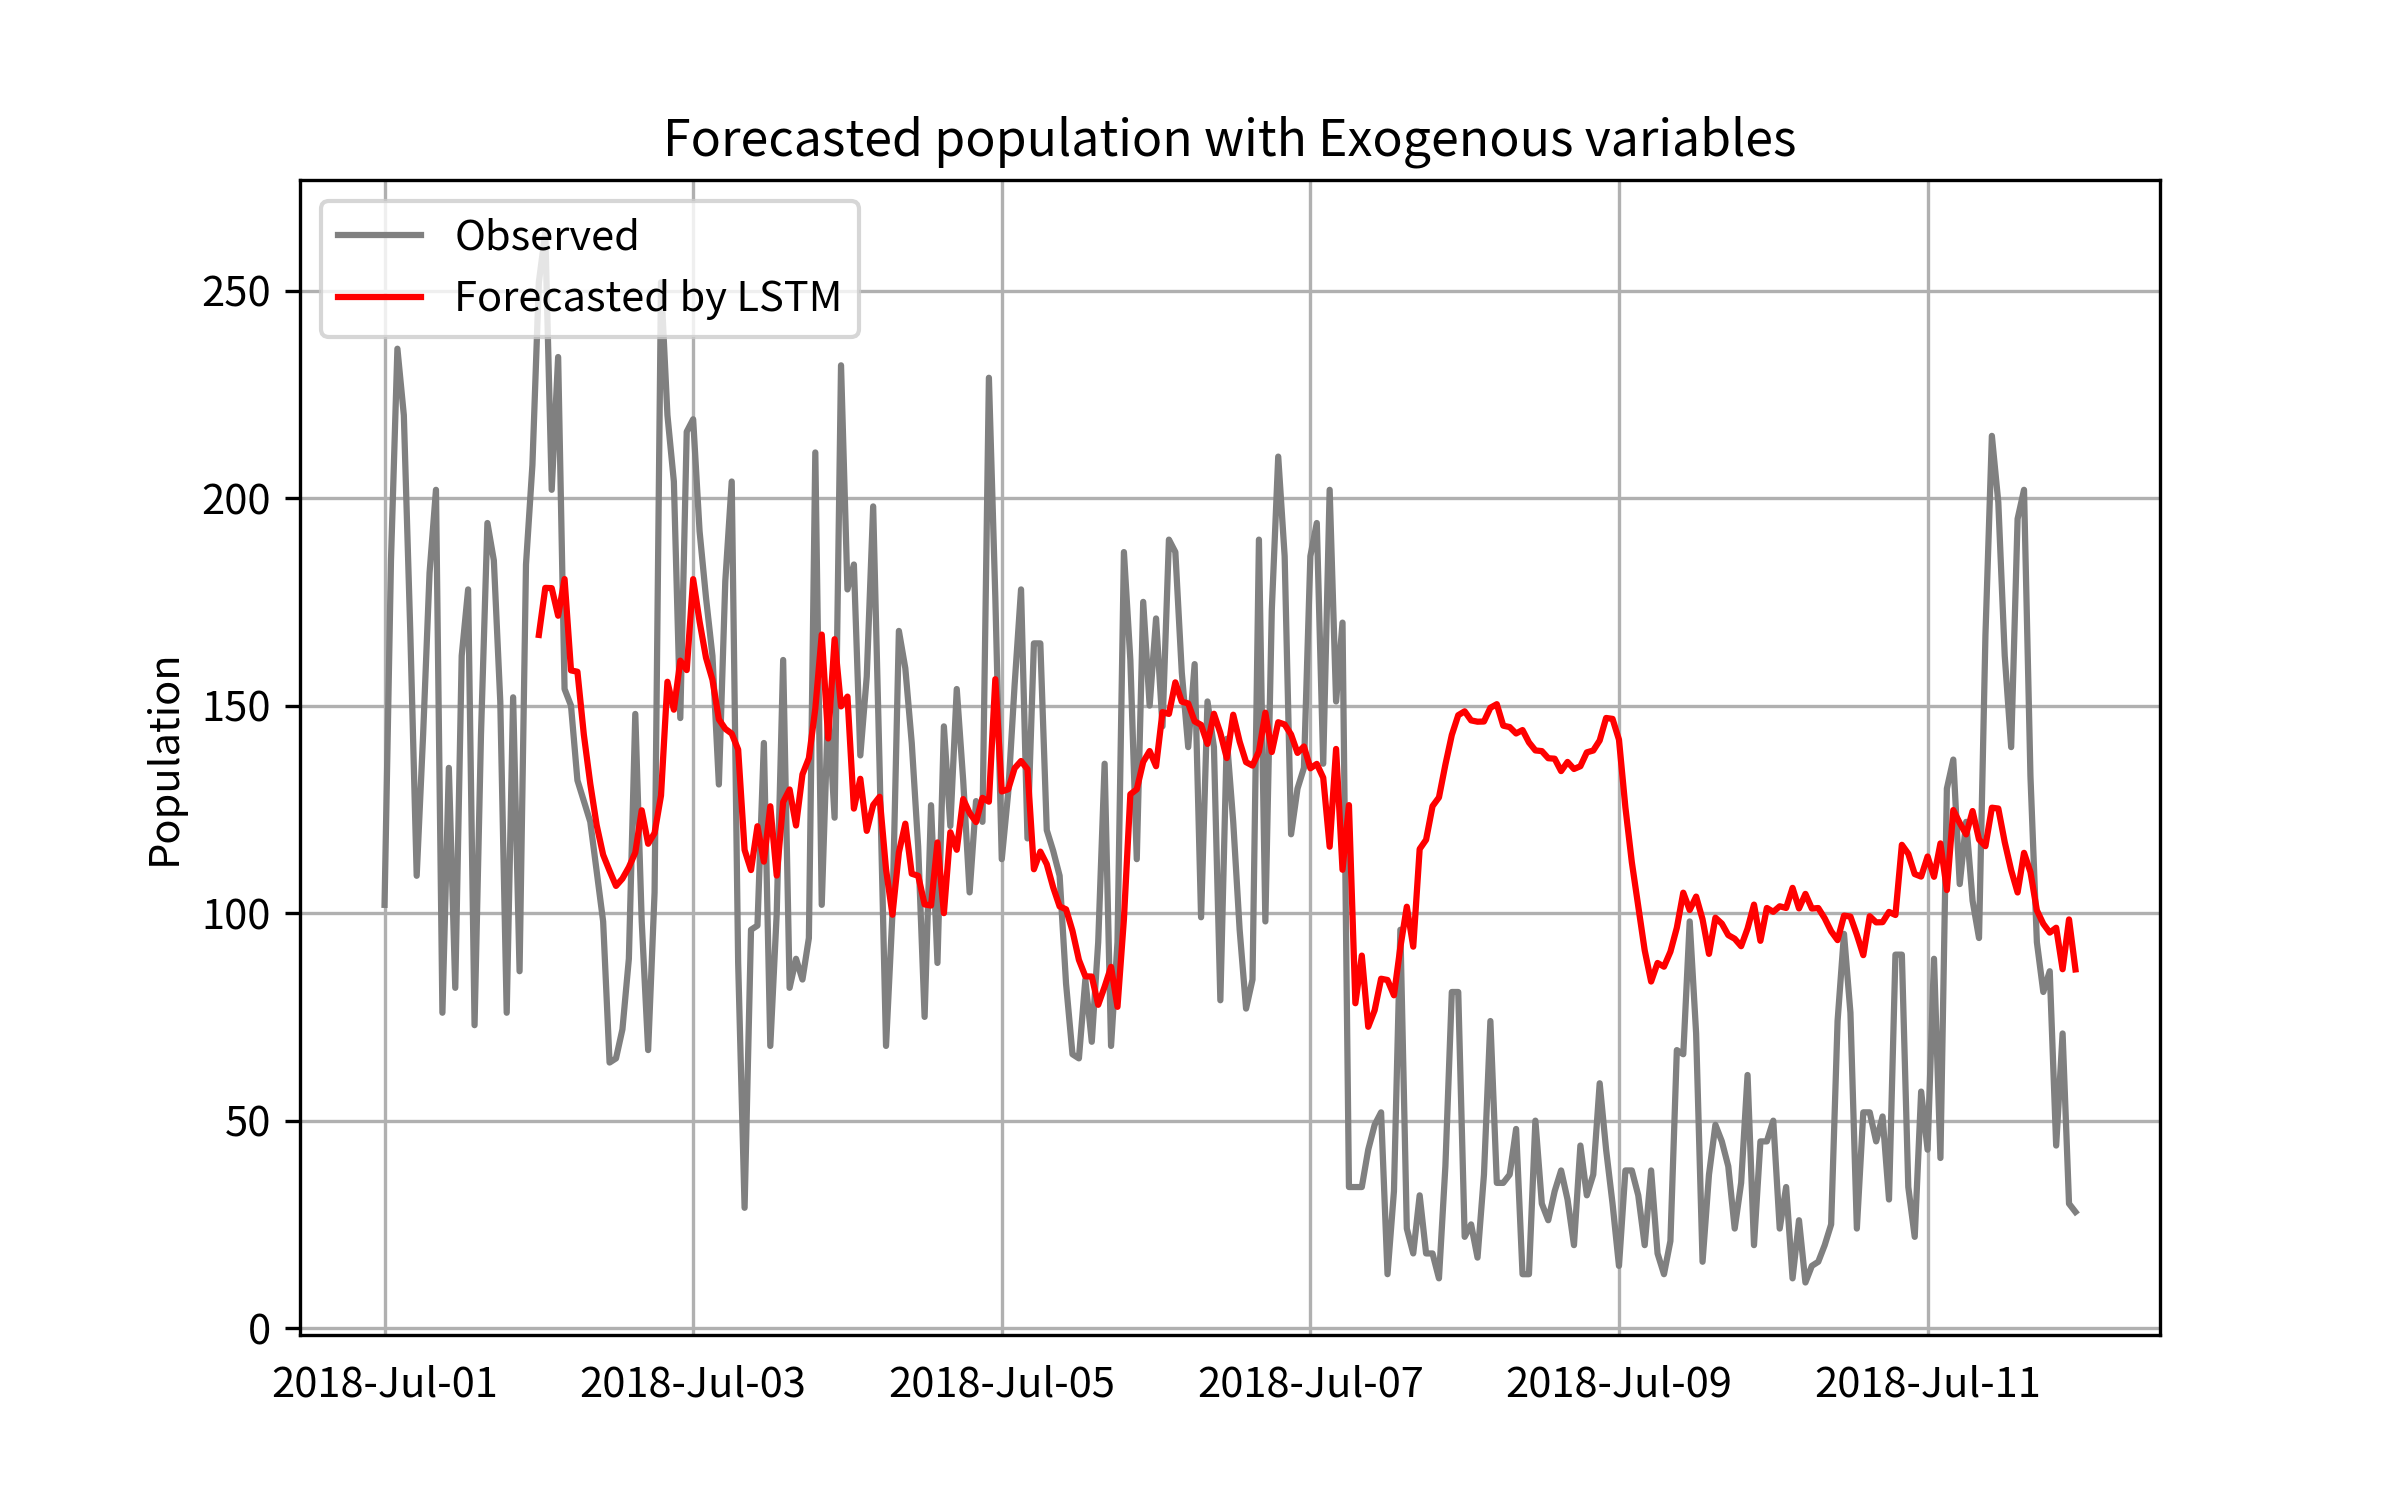 Forecasted population with Exogenous variables
Observed
Forecasted by LSTM
Population
250
200
150
100
50
0
2018-Jul-01 2018-Jul-03 2018-Jul-05 2018-Jul-07 2018-Jul-09 2018-Jul-11